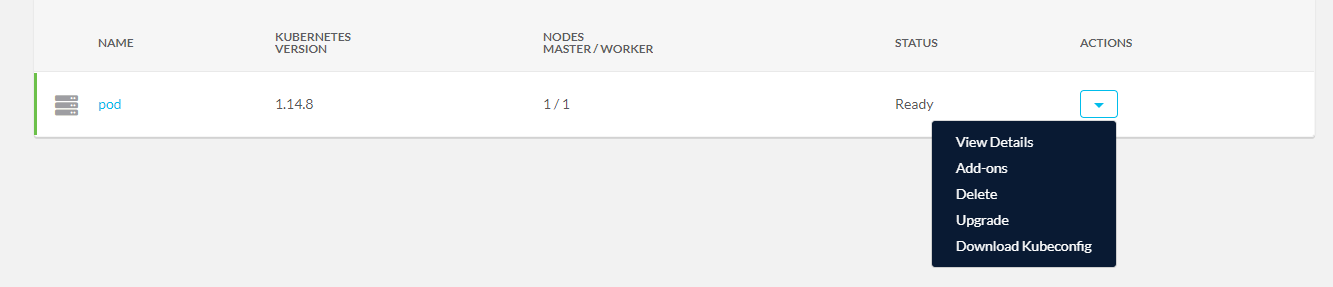 NAME
KUBERNETES
VERSION
NODES
MASTER / WORKER
STATUS
ACTIONS
pod
1.14.8
1 / 1
Ready
View Details
Add-ons
Delete
Upgrade
Download Kubeconfig